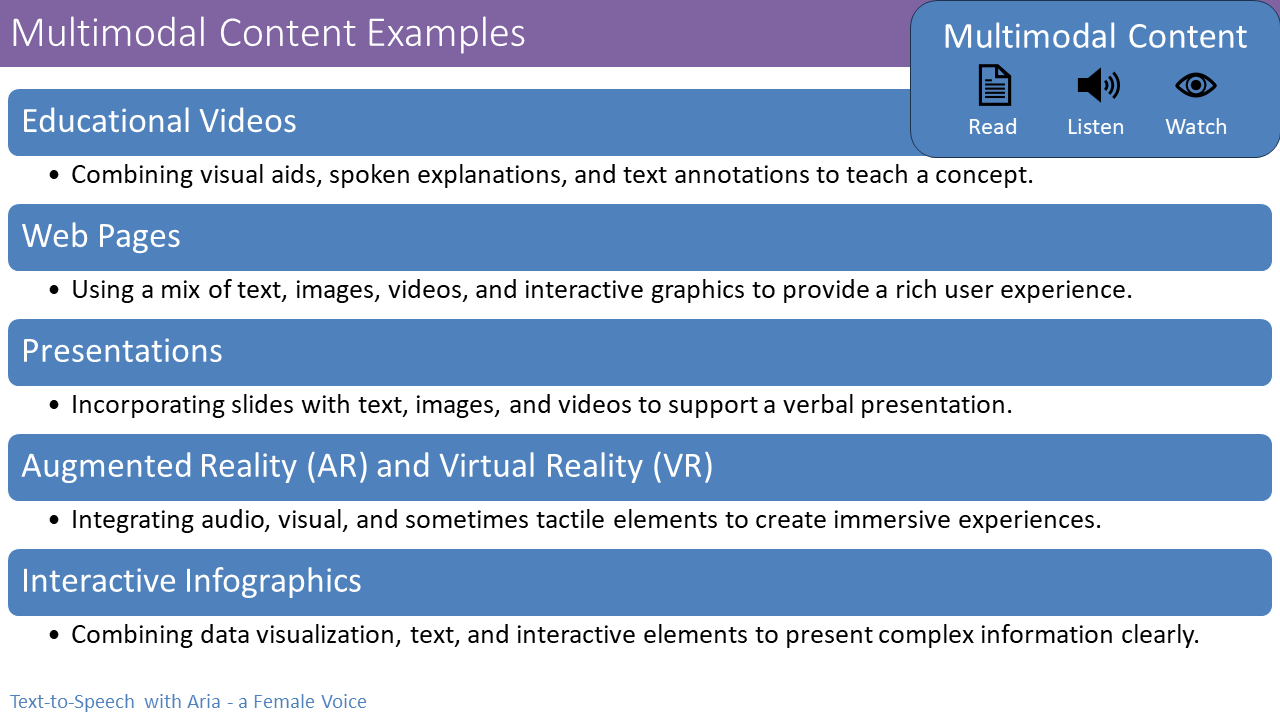 Multimodal Content Examples
Multimodal Content
Read Listen Watch
Educational Videos
• Combining visual aids, spoken explanations, and text annotations to teach a concept.
Web Pages
• Using a mix of text, images, videos, and interactive graphics to provide a rich user experience.
Presentations
• Incorporating slides with text, images, and videos to support a verbal presentation.
Augmented Reality (AR) and Virtual Reality (VR)
• Integrating audio, visual, and sometimes tactile elements to create immersive experiences.
Interactive Infographics
• Combining data visualization, text, and interactive elements to present complex information clearly.
Text-to-Speech with Aria - a Female Voice